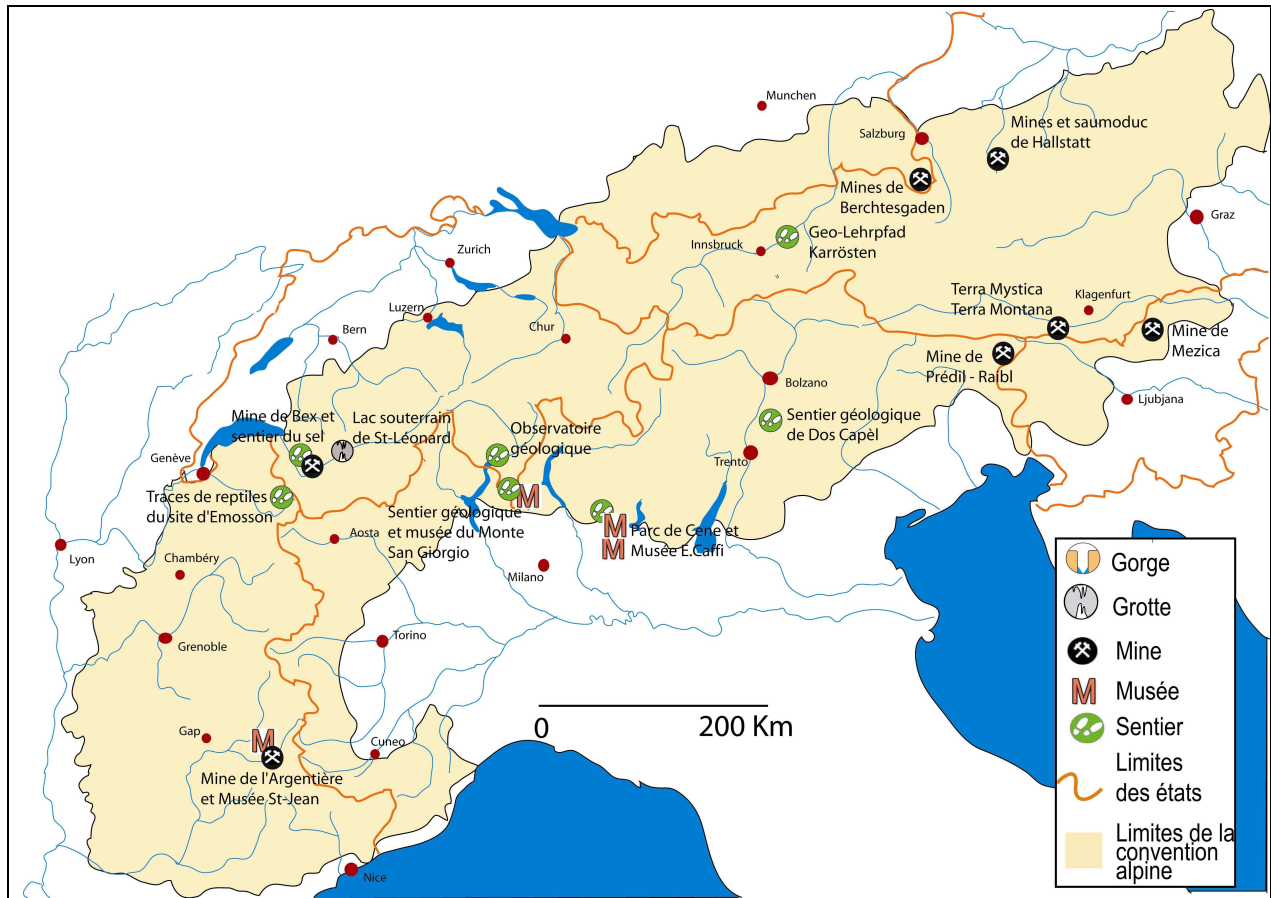 Munchen
Salzburg
Mines et saumoduc
de Hallstatt
Mines de
Berchtesgaden
Graz
Zurich
Innsbruck
Geo-Lehrpfad
Karrösten
Luzern
Bern
Chur
Terra Mystica
Terra Montana
Klagenfurt
Mine de
Mezica
Mine de
Prédil - Raibl
Bolzano
Ljubjana
Mine de Bex et
sentier du sel
Lac souterrain
de St-Léonard
Observatoire
géologique
Sentier géologique
de Dos Capèl
Genève
Trento
Traces de reptiles
du site d'Emosson
Sentier géologique
et musée du Monte
San Giorgio
M
M
M
Parc de Cene et
Musée E.Caffi
Lyon
Chambéry
Aosta
Milano
Grenoble
Torino
Gap
M
Cuneo
Mine de l'Argentière
et Musée St-Jean
Nice
0 200 Km
Gorge
Grotte
Mine
M Musée
Sentier
Limites
des états
Limites de la
convention
alpine